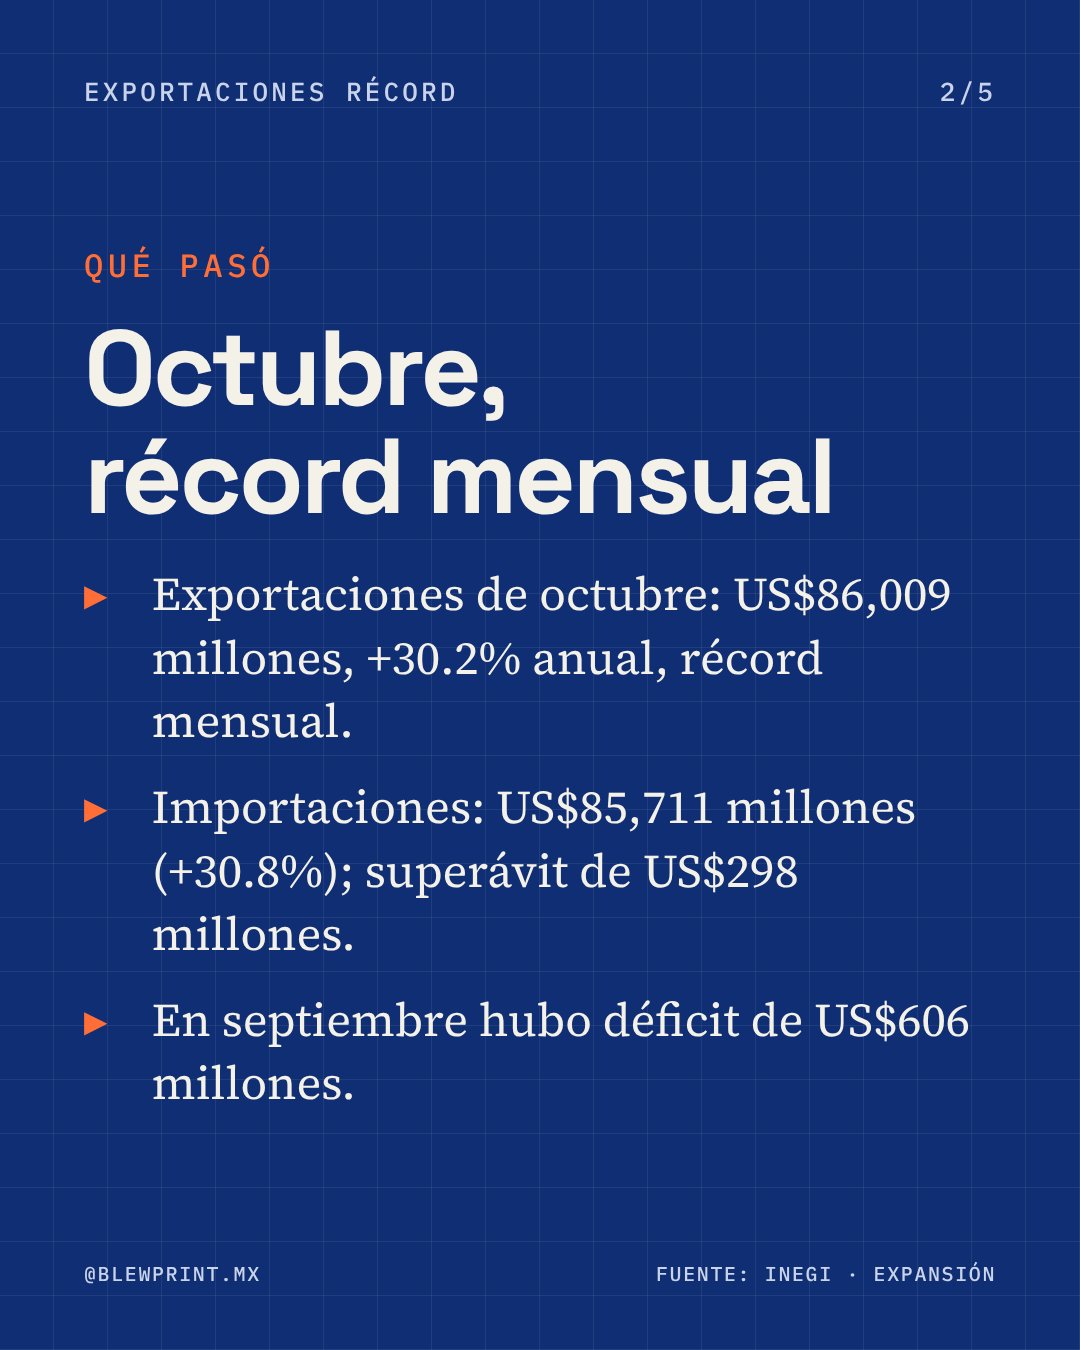 EXPORTACIONES RÉCORD
2/5
QUÉ PASÓ
Octubre,
récord mensual
▶ Exportaciones de octubre: US$86,009
millones, +30.2% anual, récord
mensual.
▶ Importaciones: US$85,711 millones
(+30.8%); superávit de US$298
millones.
▶ En septiembre hubo déficit de US$606
millones.
@BLEWPRINT.MX
FUENTE: INEGI · EXPANSIÓN